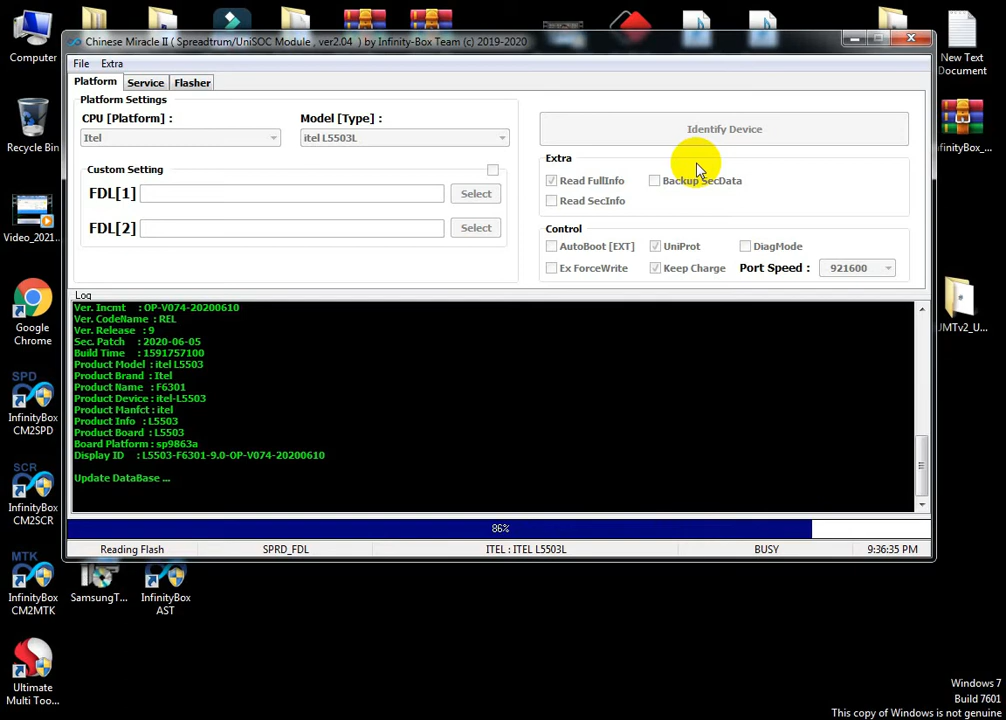 Computer
Recycle Bin
Video_2021...
Google
Chrome
SPD
InfinityBox
CM2SPD
SCR
InfinityBox
CM2SCR
MTK
InfinityBox
CM2MTK
SamsungT...
InfinityBox
AST
Ultimate
Multi Too...
New Text
Document
InfinityBox_...
UMTv2_U...
Chinese Miracle II ( Spreadtrum/UniSOC Module , ver2.04 ) by Infinity-Box Team (c) 2019-2020
File Extra
Platform Service Flasher
Platform Settings
CPU [Platform] : Model [Type] :
Itel itel L5503L
Custom Setting
FDL[1] Select
FDL[2] Select
Identify Device
Extra
Read FullInfo Backup SecData
Read SecInfo
Control
AutoBoot [EXT] UniProt DiagMode
Ex ForceWrite Keep Charge Port Speed : 921600
Log
Ver. Incmt : OP-V074-20200610
Ver. CodeName : REL
Ver. Release : 9
Sec. Patch : 2020-06-05
Build Time : 1591757100
Product Model : itel L5503
Product Brand : Itel
Product Name : F6301
Product Device : itel-L5503
Product Manfct : itel
Product Info : L5503
Product Board : L5503
Board Platform : sp9863a
Display ID : L5503-F6301-9.0-OP-V074-20200610
Update DataBase ...
86%
Reading Flash SPRD_FDL ITEL : ITEL L5503L BUSY 9:36:35 PM
Windows 7
Build 7601
This copy of Windows is not genuine